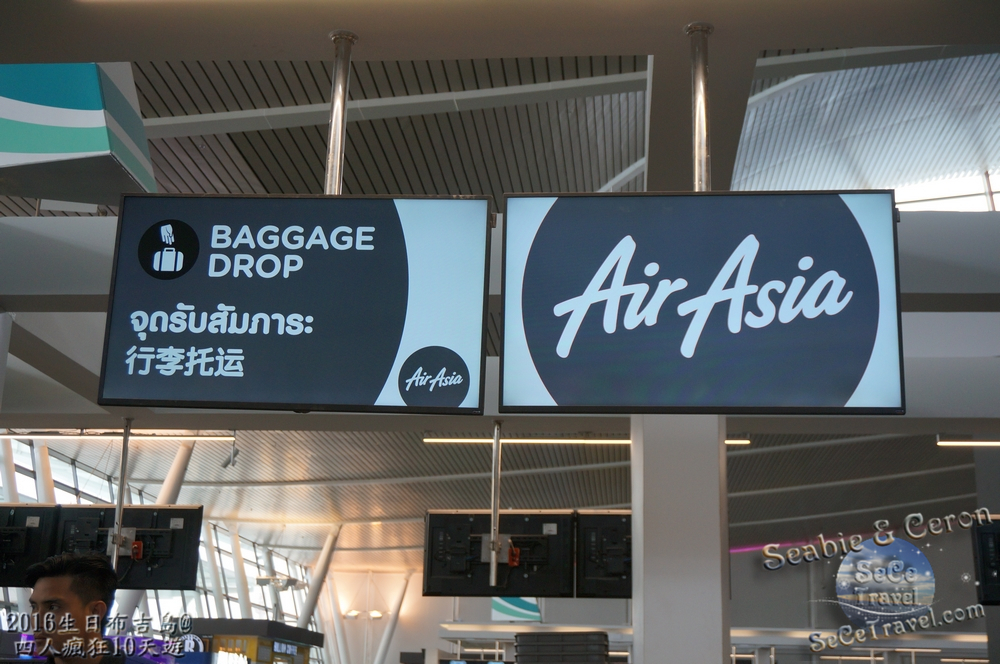 BAGGAGE
DROP
จุดรับสัมภาระ
行李托运
AirAsia
AirAsia
Seabie & Ceron
SeCe
Travel
SeCeTravel.com
2016生日布吉島@
四人瘋狂10天遊